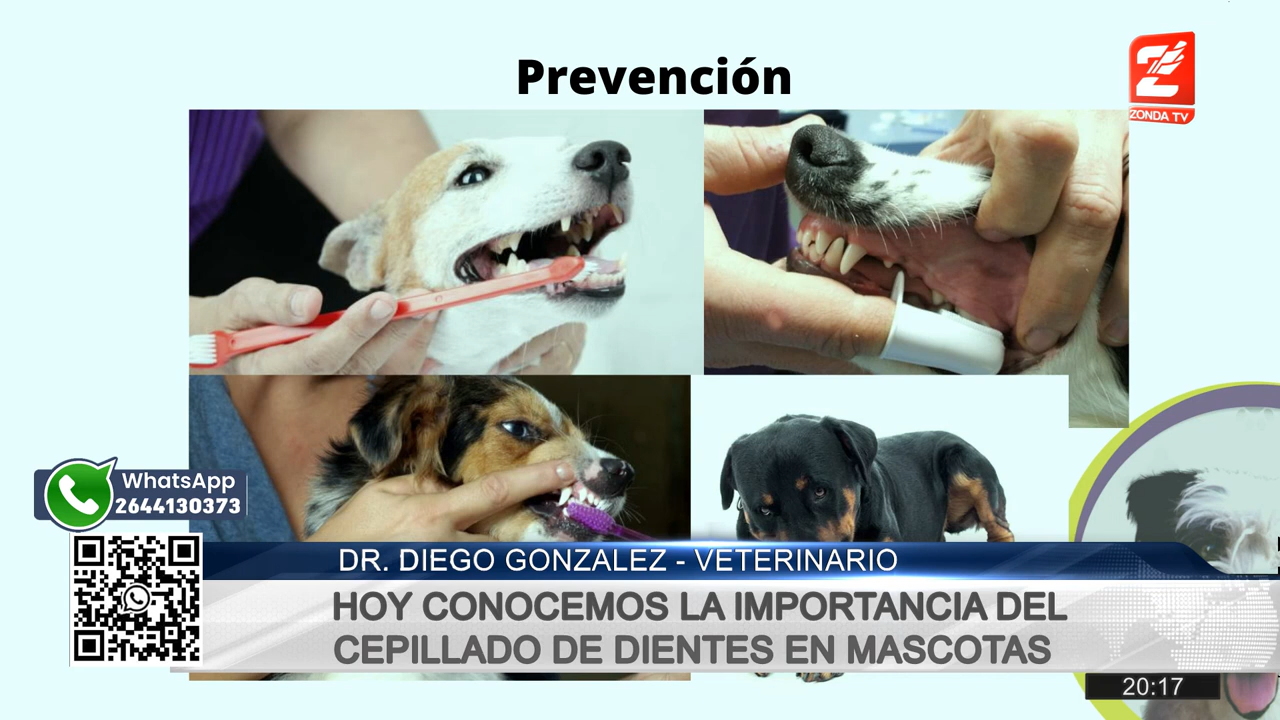 Prevención
ZONDA TV
WhatsApp
2644130373
DR. DIEGO GONZALEZ - VETERINARIO
HOY CONOCEMOS LA IMPORTANCIA DEL
CEPILLADO DE DIENTES EN MASCOTAS
20:17